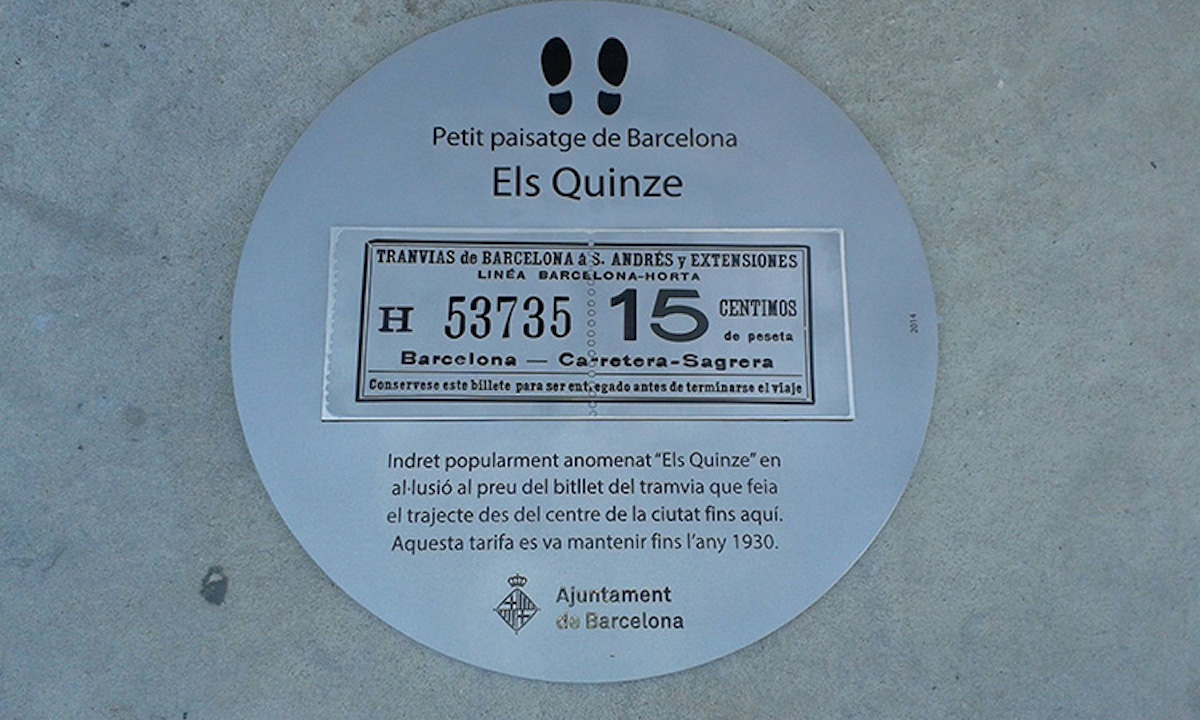 Petit paisatge de Barcelona
Els Quinze
TRANVIAS de BARCELONA á S. ANDRÉS y EXTENSIONES
LINÉA BARCELONA-HORTA
H 53735 15 CENTIMOS
de peseta
Barcelona — Carretera-Sagrera
Conservese este billete para ser entregado antes de terminarse el viaje
2014
Indret popularment anomenat “Els Quinze” en
al·lusió al preu del bitllet del tramvia que feia
el trajecte des del centre de la ciutat fins aquí.
Aquesta tarifa es va mantenir fins l’any 1930.
Ajuntament
de Barcelona